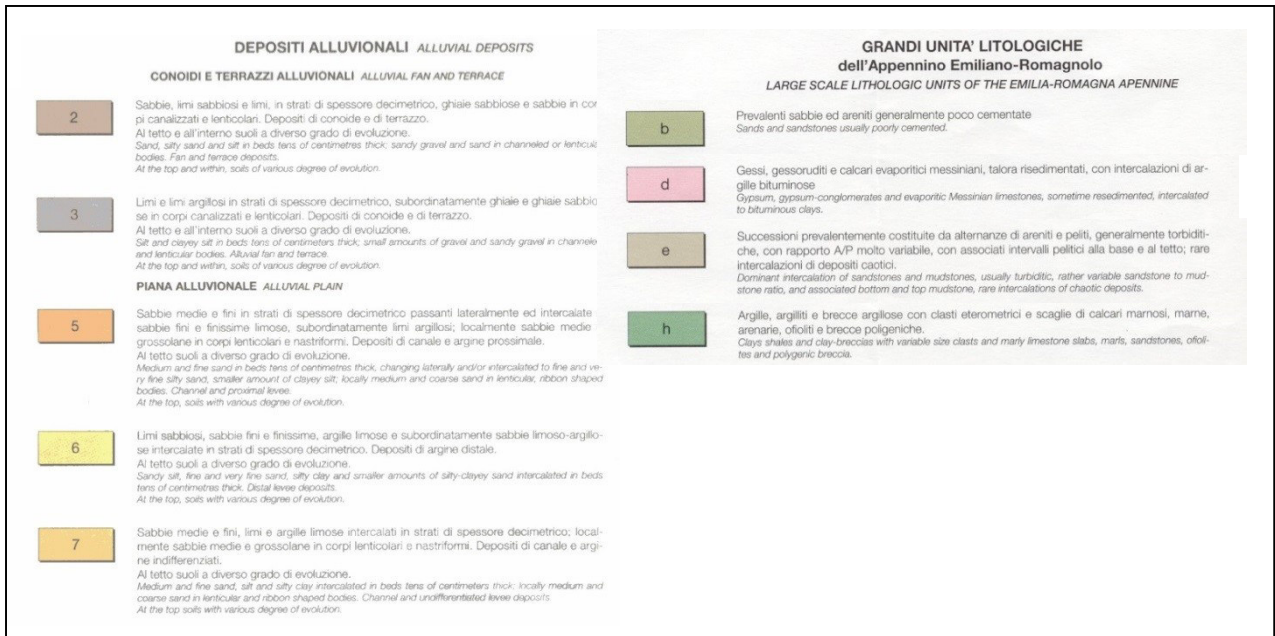 DEPOSITI ALLUVIONALI ALLUVIAL DEPOSITS
CONOIDI E TERRAZZI ALLUVIONALI ALLUVIAL FAN AND TERRACE
2
Sabbie, limi sabbiosi e limi, in strati di spessore decimetrico, ghiaie sabbiose e sabbie in cor
pi canalizzati e lenticolari. Depositi di conoide e di terrazzo.
Al tetto e all'interno suoli a diverso grado di evoluzione.
Sand, silty sand and silt in beds tens of centimetres thick; sandy gravel and sand in channeled or lenticula
bodies. Fan and terrace deposits.
At the top and within, soils of various degree of evolution.
3
Limi e limi argillosi in strati di spessore decimetrico, subordinatamente ghiaie e ghiaie sabbio
se in corpi canalizzati e lenticolari. Depositi di conoide e di terrazzo.
Al tetto e all'interno suoli a diverso grado di evoluzione.
Silt and clayey silt in beds tens of centimeters thick; small amounts of gravel and sandy gravel in channele
and lenticular bodies. Alluvial fan and terrace.
At the top and within, soils of various degree of evolution.
PIANA ALLUVIONALE ALLUVIAL PLAIN
5
Sabbie medie e fini in strati di spessore decimetrico passanti lateralmente ed intercalate
sabbie fini e finissime limose, subordinatamente limi argillosi; localmente sabbie medie
grossolane in corpi lenticolari e nastriformi. Depositi di canale e argine prossimale.
Al tetto suoli a diverso grado di evoluzione.
Medium and fine sand in beds tens of centimetres thick, changing laterally and/or intercalated to fine and ve-
ry fine silty sand, smaller amount of clayey silt; locally medium and coarse sand in lenticular, ribbon shaped
bodies. Channel and proximal levee.
At the top, soils with various degree of evolution.
6
Limi sabbiosi, sabbie fini e finissime, argille limose e subordinatamente sabbie limoso-argillo-
se intercalate in strati di spessore decimetrico. Depositi di argine distale.
Al tetto suoli a diverso grado di evoluzione.
Sandy silt, fine and very fine sand, silty clay and smaller amounts of silty-clayey sand intercalated in beds
tens of centimetres thick. Distal levee deposits.
At the top, soils with various degree of evolution.
7
Sabbie medie e fini, limi e argille limose intercalati in strati di spessore decimetrico; local-
mente sabbie medie e grossolane in corpi lenticolari e nastriformi. Depositi di canale e argi-
ne indifferenziati.
Al tetto suoli a diverso grado di evoluzione.
Medium and fine sand, silt and silty clay intercalated in beds tens of centimeters thick; locally medium and
coarse sand in lenticular and ribbon shaped bodies. Channel and undifferentiated levee deposits
At the top soils with various degree of evolution.
GRANDI UNITA' LITOLOGICHE
dell'Appennino Emiliano-Romagnolo
LARGE SCALE LITHOLOGIC UNITS OF THE EMILIA-ROMAGNA APENNINE
b
Prevalenti sabbie ed areniti generalmente poco cementate
Sands and sandstones usually poorly cemented.
d
Gessi, gessoruditi e calcari evaporitici messiniani, talora risedimentati, con intercalazioni di ar-
gille bituminose
Gypsum, gypsum-conglomerates and evaporitic Messinian limestones, sometime resedimented, intercalated
to bituminous clays.
e
Successioni prevalentemente costituite da alternanze di areniti e peliti, generalmente torbiditi-
che, con rapporto A/P molto variabile, con associati intervalli pelitici alla base e al tetto; rare
intercalazioni di depositi caotici.
Dominant intercalation of sandstones and mudstones, usually turbiditic, rather variable sandstone to mud-
stone ratio, and associated bottom and top mudstone, rare intercalations of chaotic deposits.
h
Argille, argilliti e brecce argillose con clasti eterometrici e scaglie di calcari marnosi, marne,
arenarie, ofioliti e brecce poligeniche.
Clays shales and clay-breccias with variable size clasts and marly limestone slabs, marls, sandstones, ofioli-
tes and polygenic breccia.